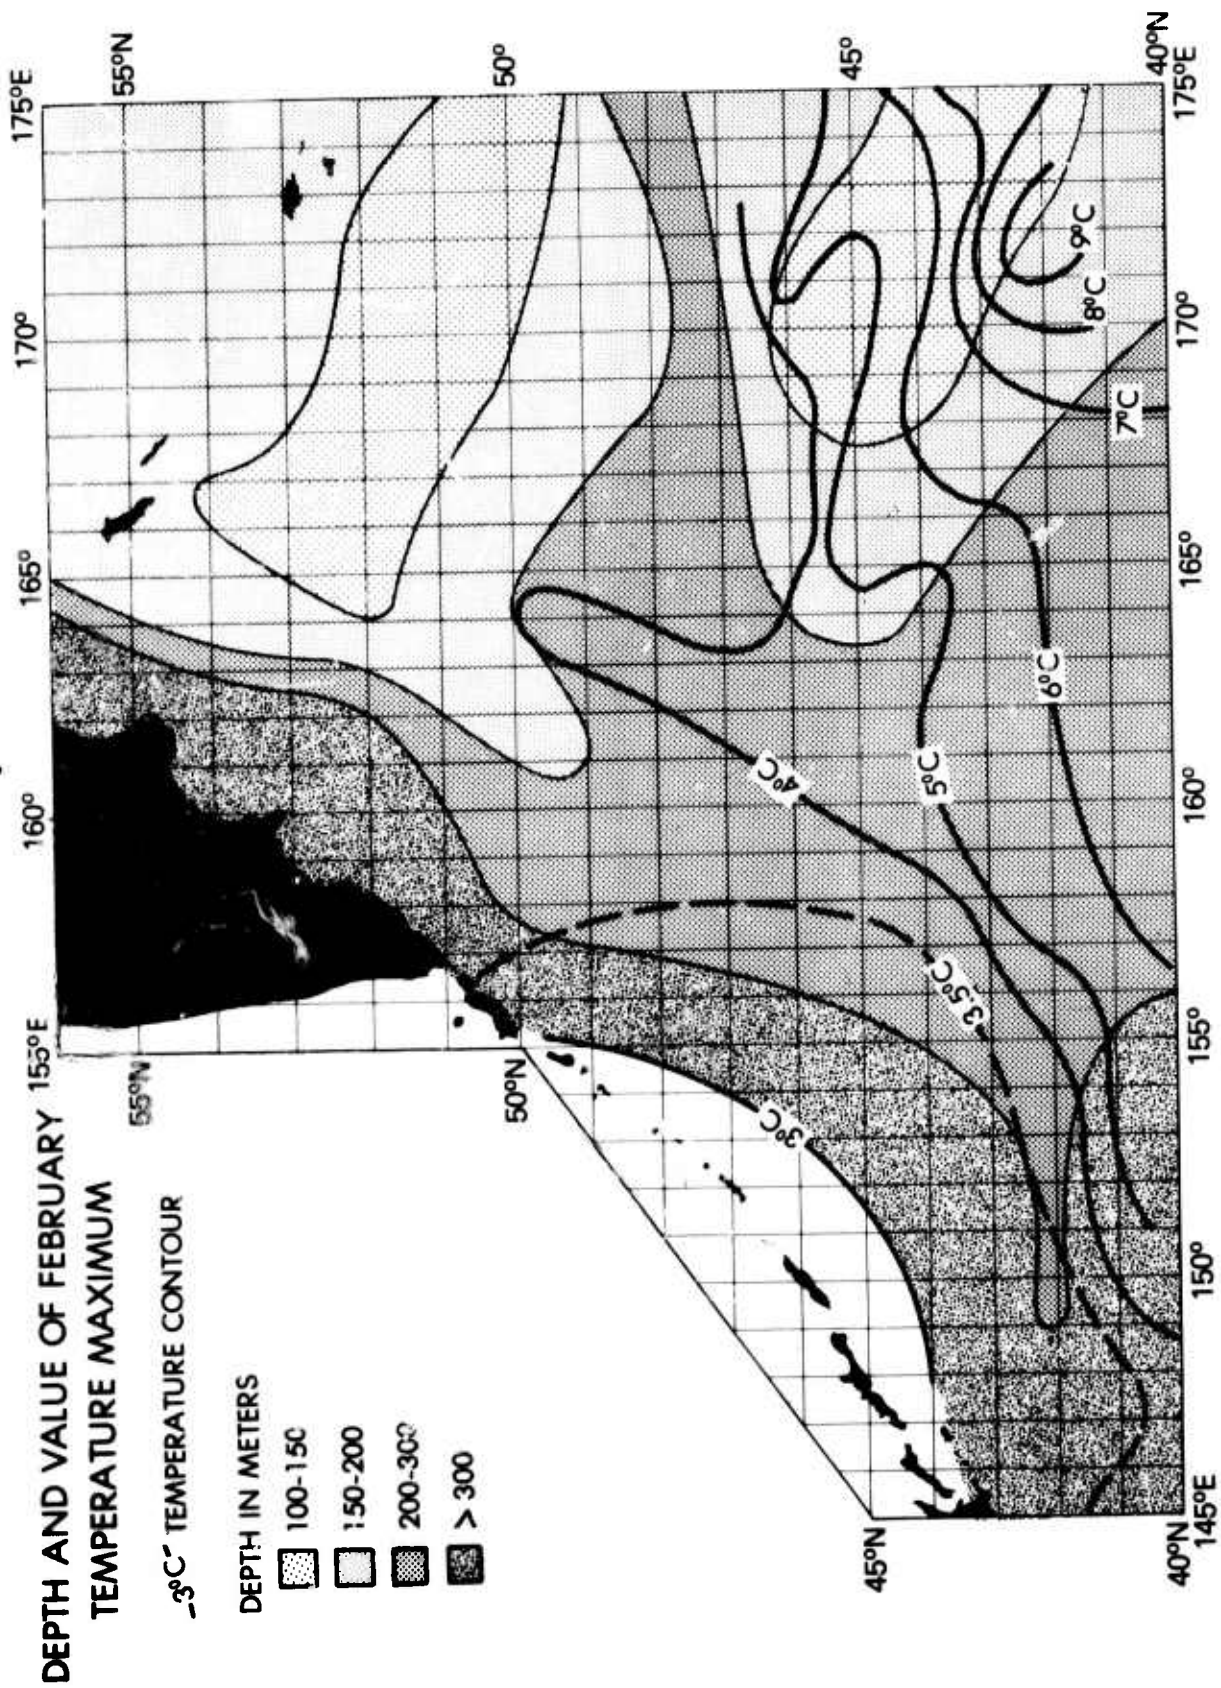 DEPTH AND VALUE OF FEBRUARY
TEMPERATURE MAXIMUM
-3°C- TEMPERATURE CONTOUR
DEPTH IN METERS
100-150
150-200
200-300
> 300
155°E
160°
165°
170°
175°E
55°N
55°N
50°N
50°
45°N
45°
40°N
40°N
145°E
150°
155°
160°
165°
170°
175°E
3°C
3.5°C
4°C
5°C
6°C
7°C
8°C
9°C